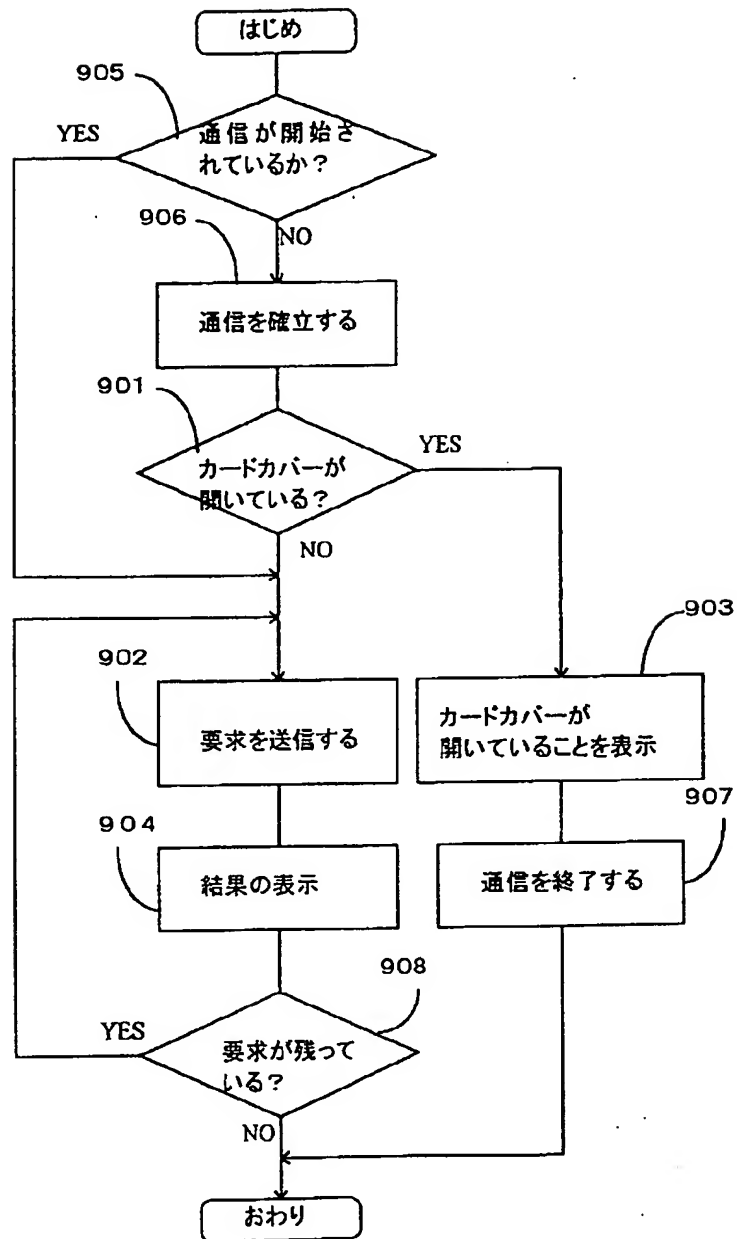 はじめ
905
YES
通信が開始さ
れているか？
906
NO
通信を確立する
901
YES
カードカバーが
開いている？
NO
903
902
要求を送信する
カードカバーが
開いていることを表示
907
904
結果の表示
通信を終了する
908
YES
要求が残って
いる？
NO
おわり